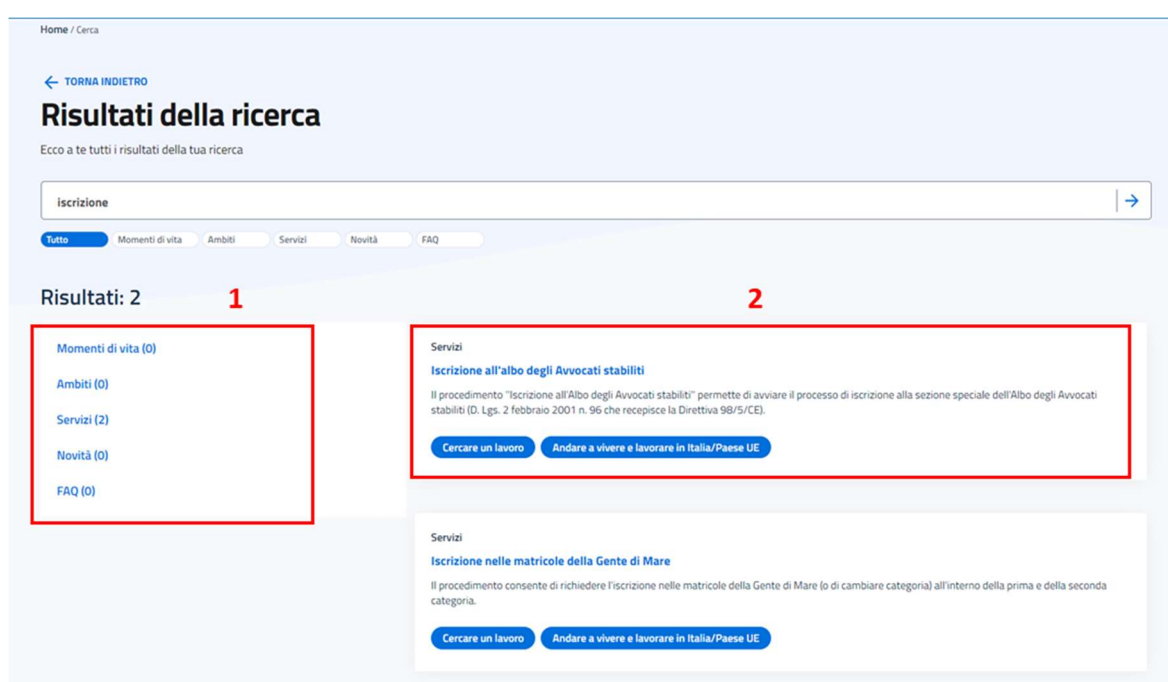 Home / Cerca
← TORNA INDIETRO
Risultati della ricerca
Ecco a te tutti i risultati della tua ricerca
iscrizione
Tutto Momenti di vita Ambiti Servizi Novità FAQ
Risultati: 2
1
2
Momenti di vita (0)
Ambiti (0)
Servizi (2)
Novità (0)
FAQ (0)
Servizi
Iscrizione all'albo degli Avvocati stabiliti
Il procedimento "Iscrizione all'Albo degli Avvocati stabiliti" permette di avviare il processo di iscrizione alla sezione speciale dell'Albo degli Avvocati
stabiliti (D. Lgs. 2 febbraio 2001 n. 96 che recepisce la Direttiva 98/5/CE).
Cercare un lavoro Andare a vivere e lavorare in Italia/Paese UE
Servizi
Iscrizione nelle matricole della Gente di Mare
Il procedimento consente di richiedere l'iscrizione nelle matricole della Gente di Mare (o di cambiare categoria) all'interno della prima e della seconda
categoria.
Cercare un lavoro Andare a vivere e lavorare in Italia/Paese UE